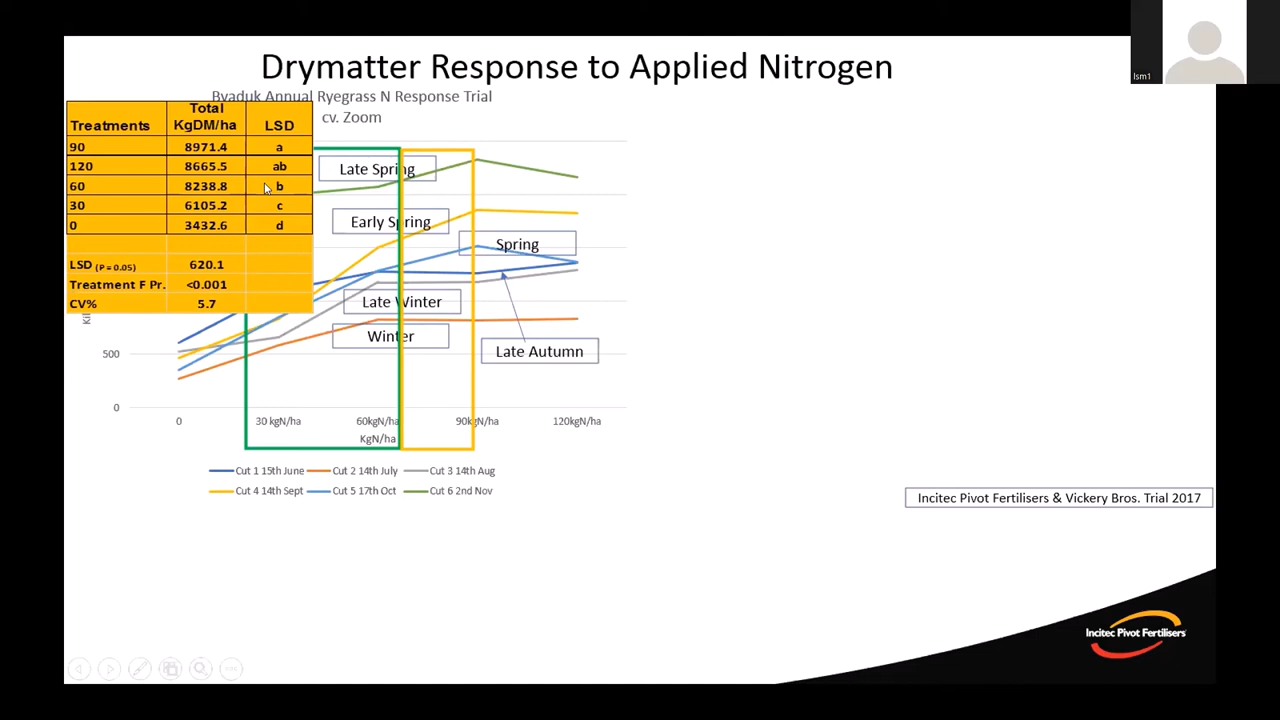 lsm1
Drymatter Response to Applied Nitrogen
Byaduk Annual Ryegrass N Response Trial
cv. Zoom
Treatments Total KgDM/ha LSD
90 8971.4 a
120 8665.5 ab
60 8238.8 b
30 6105.2 c
0 3432.6 d
LSD (P = 0.05) 620.1
Treatment F Pr. <0.001
CV% 5.7
Late Spring
Early Spring
Spring
Late Winter
Winter
Late Autumn
500
0
0 30 kgN/ha 60kgN/ha 90kgN/ha 120kgN/ha
KgN/ha
Cut 1 15th June Cut 2 14th July Cut 3 14th Aug
Cut 4 14th Sept Cut 5 17th Oct Cut 6 2nd Nov
Incitec Pivot Fertilisers & Vickery Bros. Trial 2017
Incitec Pivot Fertilisers